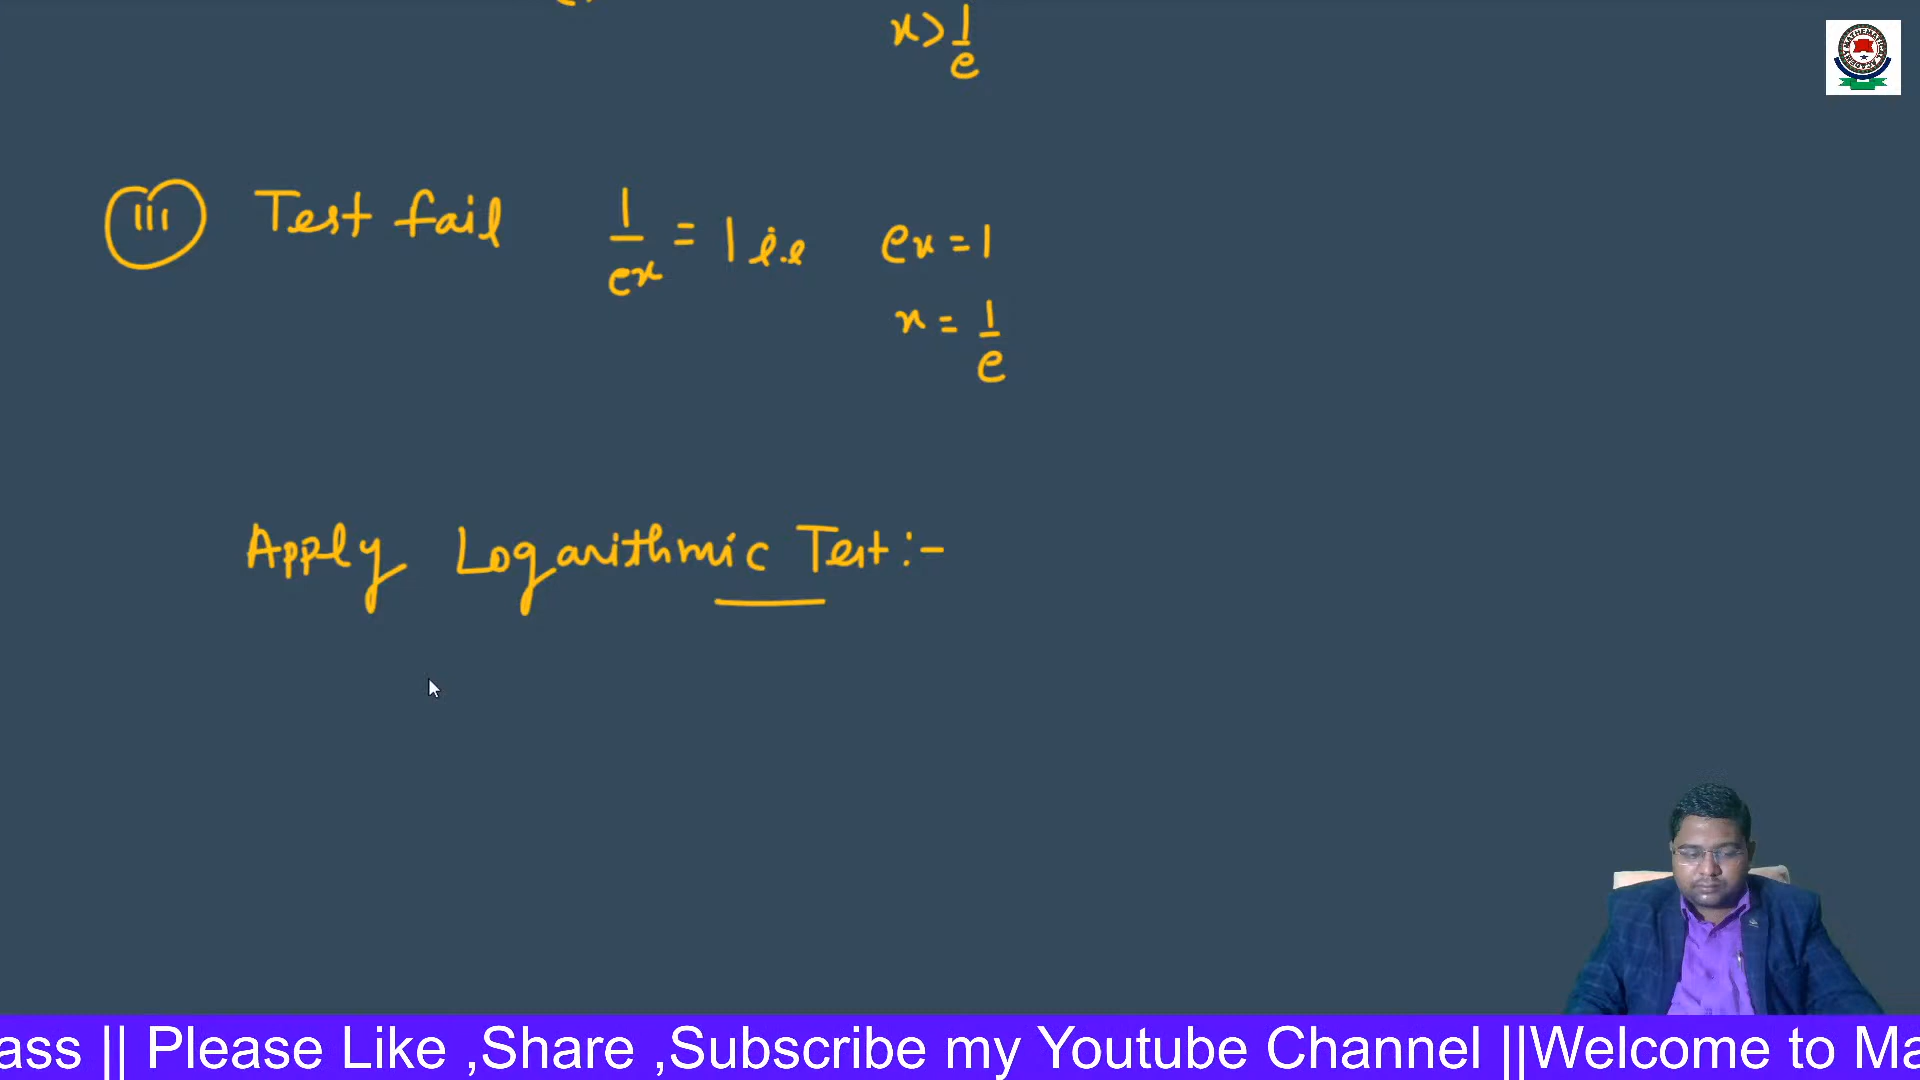 x > 1/e
(iii) Test fail 1/ex = 1 i.e ex = 1
x = 1/e
Apply Logarithmic Test :-
ass || Please Like ,Share ,Subscribe my Youtube Channel ||Welcome to Ma